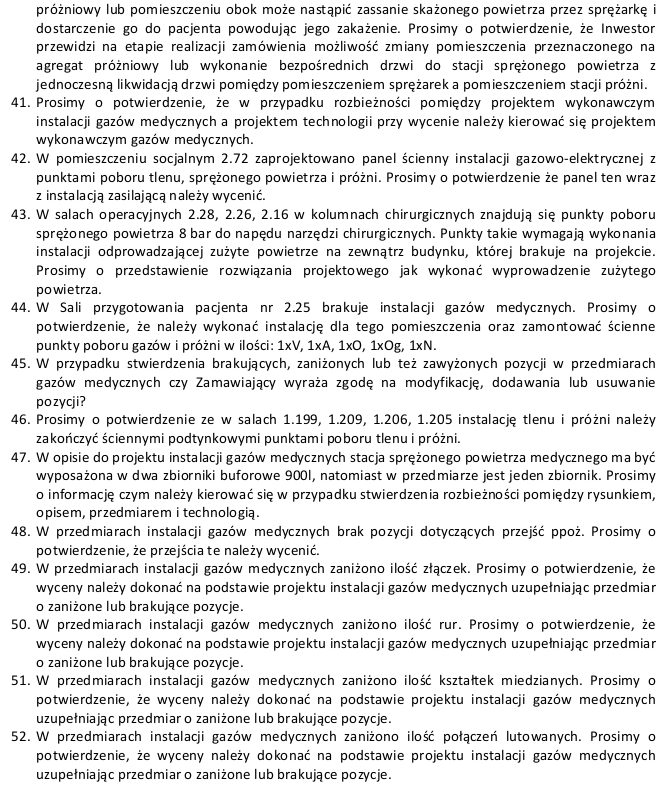 próżniowy lub pomieszczeniu obok może nastąpić zassanie skażonego powietrza przez sprężarkę i
dostarczenie go do pacjenta powodując jego zakażenie. Prosimy o potwierdzenie, że Inwestor
przewidzi na etapie realizacji zamówienia możliwość zmiany pomieszczenia przeznaczonego na
agregat próżniowy lub wykonanie bezpośrednich drzwi do stacji sprężonego powietrza z
jednoczesną likwidacją drzwi pomiędzy pomieszczeniem sprężarek a pomieszczeniem stacji próżni.
41. Prosimy o potwierdzenie, że w przypadku rozbieżności pomiędzy projektem wykonawczym
instalacji gazów medycznych a projektem technologii przy wycenie należy kierować się projektem
wykonawczym gazów medycznych.
42. W pomieszczeniu socjalnym 2.72 zaprojektowano panel ścienny instalacji gazowo-elektrycznej z
punktami poboru tlenu, sprężonego powietrza i próżni. Prosimy o potwierdzenie że panel ten wraz
z instalacją zasilającą należy wycenić.
43. W salach operacyjnych 2.28, 2.26, 2.16 w kolumnach chirurgicznych znajdują się punkty poboru
sprężonego powietrza 8 bar do napędu narzędzi chirurgicznych. Punkty takie wymagają wykonania
instalacji odprowadzającej zużyte powietrze na zewnątrz budynku, której brakuje na projekcie.
Prosimy o przedstawienie rozwiązania projektowego jak wykonać wyprowadzenie zużytego
powietrza.
44. W Sali przygotowania pacjenta nr 2.25 brakuje instalacji gazów medycznych. Prosimy o
potwierdzenie, że należy wykonać instalację dla tego pomieszczenia oraz zamontować ścienne
punkty poboru gazów i próżni w ilości: 1xV, 1xA, 1xO, 1xOg, 1xN.
45. W przypadku stwierdzenia brakujących, zaniżonych lub też zawyżonych pozycji w przedmiarach
gazów medycznych czy Zamawiający wyraża zgodę na modyfikację, dodawania lub usuwanie
pozycji?
46. Prosimy o potwierdzenie ze w salach 1.199, 1.209, 1.206, 1.205 instalację tlenu i próżni należy
zakończyć ściennymi podtynkowymi punktami poboru tlenu i próżni.
47. W opisie do projektu instalacji gazów medycznych stacja sprężonego powietrza medycznego ma być
wyposażona w dwa zbiorniki buforowe 900l, natomiast w przedmiarze jest jeden zbiornik. Prosimy
o informację czym należy kierować się w przypadku stwierdzenia rozbieżności pomiędzy rysunkiem,
opisem, przedmiarem i technologią.
48. W przedmiarach instalacji gazów medycznych brak pozycji dotyczących przejść ppoż. Prosimy o
potwierdzenie, że przejścia te należy wycenić.
49. W przedmiarach instalacji gazów medycznych zaniżono ilość złączek. Prosimy o potwierdzenie, że
wyceny należy dokonać na podstawie projektu instalacji gazów medycznych uzupełniając przedmiar
o zaniżone lub brakujące pozycje.
50. W przedmiarach instalacji gazów medycznych zaniżono ilość rur. Prosimy o potwierdzenie, że
wyceny należy dokonać na podstawie projektu instalacji gazów medycznych uzupełniając przedmiar
o zaniżone lub brakujące pozycje.
51. W przedmiarach instalacji gazów medycznych zaniżono ilość kształtek miedzianych. Prosimy o
potwierdzenie, że wyceny należy dokonać na podstawie projektu instalacji gazów medycznych
uzupełniając przedmiar o zaniżone lub brakujące pozycje.
52. W przedmiarach instalacji gazów medycznych zaniżono ilość połączeń lutowanych. Prosimy o
potwierdzenie, że wyceny należy dokonać na podstawie projektu instalacji gazów medycznych
uzupełniając przedmiar o zaniżone lub brakujące pozycje.